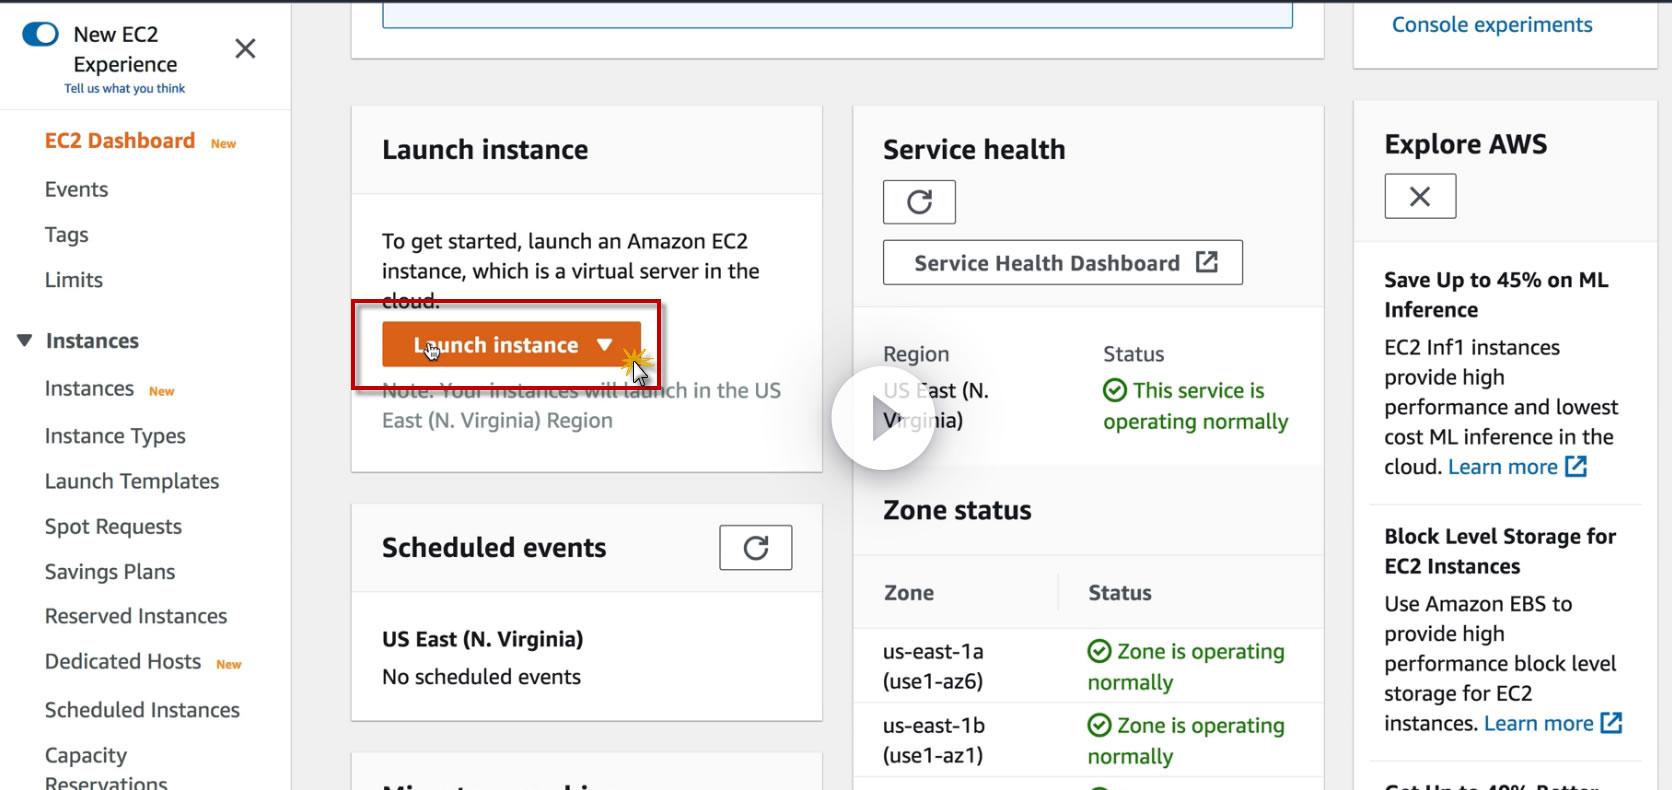 New EC2
Experience
Tell us what you think
EC2 Dashboard New
Events
Tags
Limits
Instances
Instances New
Instance Types
Launch Templates
Spot Requests
Savings Plans
Reserved Instances
Dedicated Hosts New
Scheduled Instances
Capacity
Reservations
Launch instance
To get started, launch an Amazon EC2
instance, which is a virtual server in the
cloud.
Launch instance
Note: Your instances will launch in the US
East (N. Virginia) Region
Scheduled events
US East (N. Virginia)
No scheduled events
Service health
Service Health Dashboard
Region
Status
US East (N.
Virginia)
This service is
operating normally
Zone status
Zone
Status
us-east-1a
(use1-az6)
Zone is operating
normally
us-east-1b
(use1-az1)
Zone is operating
normally
Console experiments
Explore AWS
Save Up to 45% on ML
Inference
EC2 Inf1 instances
provide high
performance and lowest
cost ML inference in the
cloud. Learn more
Block Level Storage for
EC2 Instances
Use Amazon EBS to
provide high
performance block level
storage for EC2
instances. Learn more